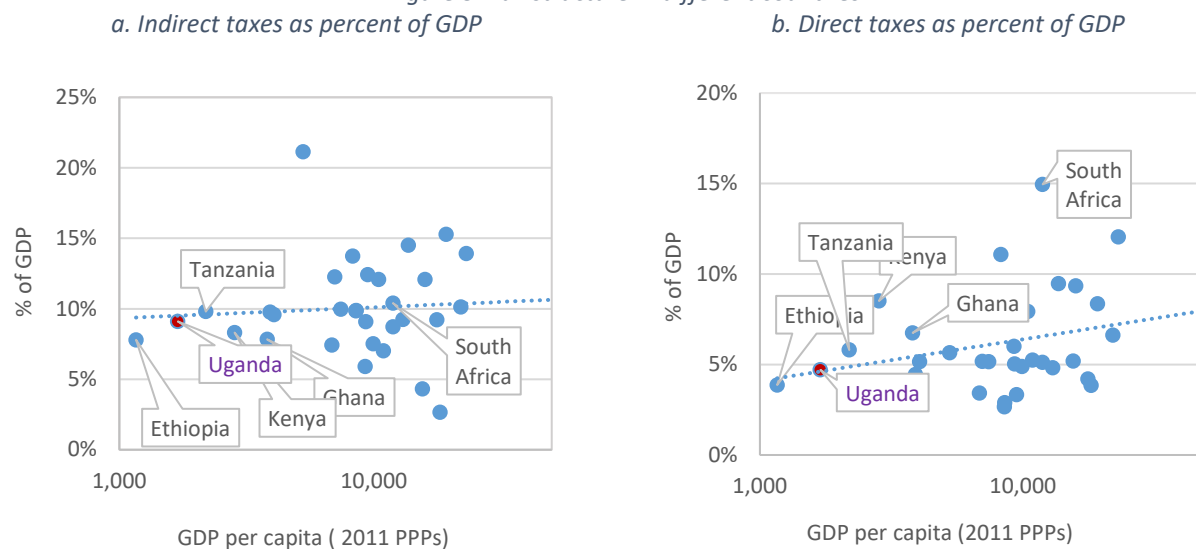 a. Indirect taxes as percent of GDP
b. Direct taxes as percent of GDP
25%
20%
15%
10%
5%
0%
% of GDP
Tanzania
Uganda
Ethiopia
Kenya
Ghana
South
Africa
1,000
10,000
GDP per capita ( 2011 PPPs)
20%
15%
10%
5%
0%
% of GDP
South
Africa
Tanzania
Kenya
Ghana
Ethiopia
Uganda
1,000
10,000
GDP per capita (2011 PPPs)